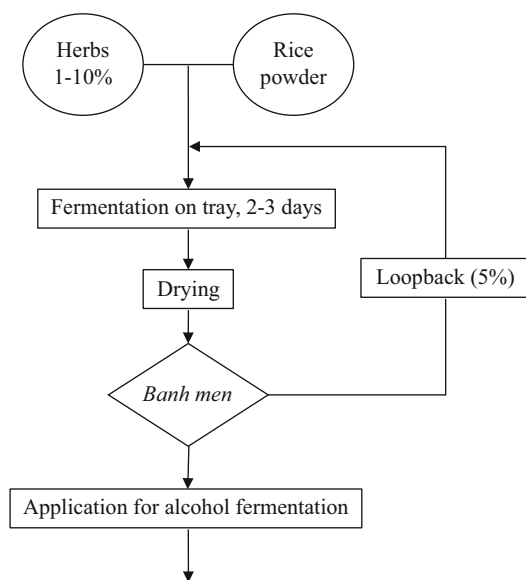 Herbs
1-10%
Rice
powder
Fermentation on tray, 2-3 days
Loopback (5%)
Drying
Banh men
Application for alcohol fermentation